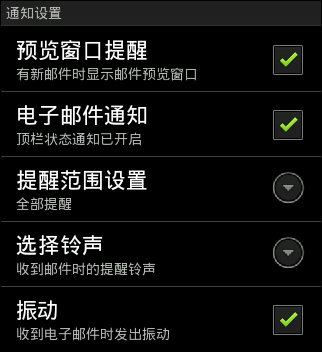 通知设置
预览窗口提醒
有新邮件时显示邮件预览窗口
电子邮件通知
顶栏状态通知已开启
提醒范围设置
全部提醒
选择铃声
收到邮件时的提醒铃声
振动
收到电子邮件时发出振动